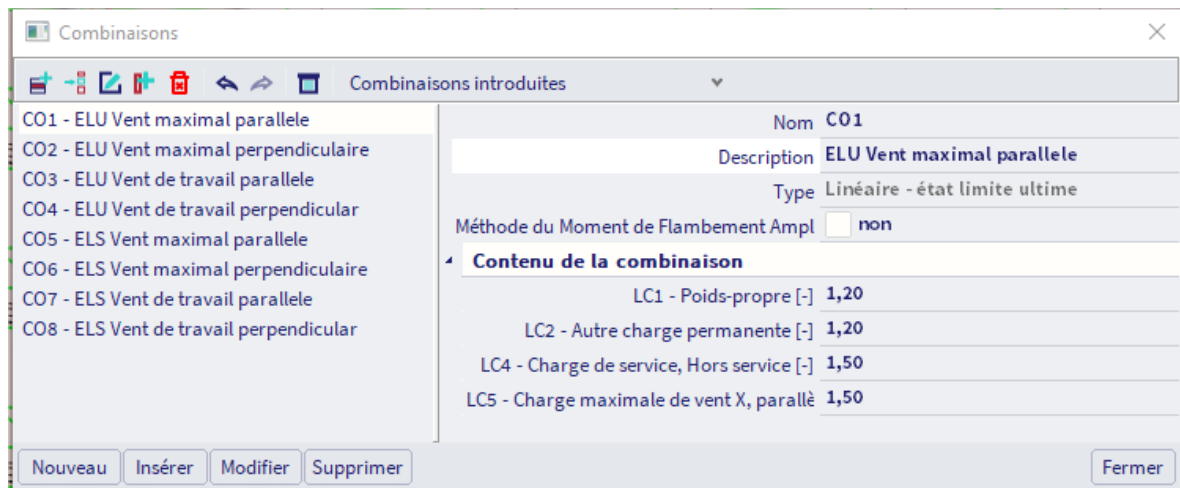 Combinaisons
Combinaisons introduites
CO1 - ELU Vent maximal parallele
CO2 - ELU Vent maximal perpendiculaire
CO3 - ELU Vent de travail parallele
CO4 - ELU Vent de travail perpendicular
CO5 - ELS Vent maximal parallele
CO6 - ELS Vent maximal perpendiculaire
CO7 - ELS Vent de travail parallele
CO8 - ELS Vent de travail perpendicular
Nom CO1
Description ELU Vent maximal parallele
Type Linéaire - état limite ultime
Méthode du Moment de Flambement Ampl non
Contenu de la combinaison
LC1 - Poids-propre [-] 1,20
LC2 - Autre charge permanente [-] 1,20
LC4 - Charge de service, Hors service [-] 1,50
LC5 - Charge maximale de vent X, parallè 1,50
Nouveau Insérer Modifier Supprimer Fermer